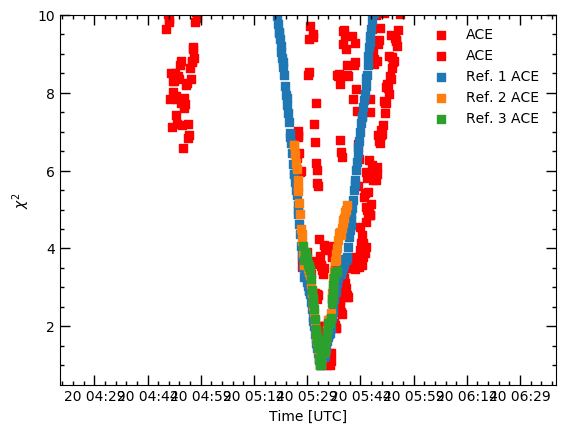 10
8
6
4
2
χ²
ACE
ACE
Ref. 1 ACE
Ref. 2 ACE
Ref. 3 ACE
20 04:29 20 04:44 20 04:59 20 05:14 20 05:29 20 05:44 20 05:59 20 06:14 20 06:29
Time [UTC]